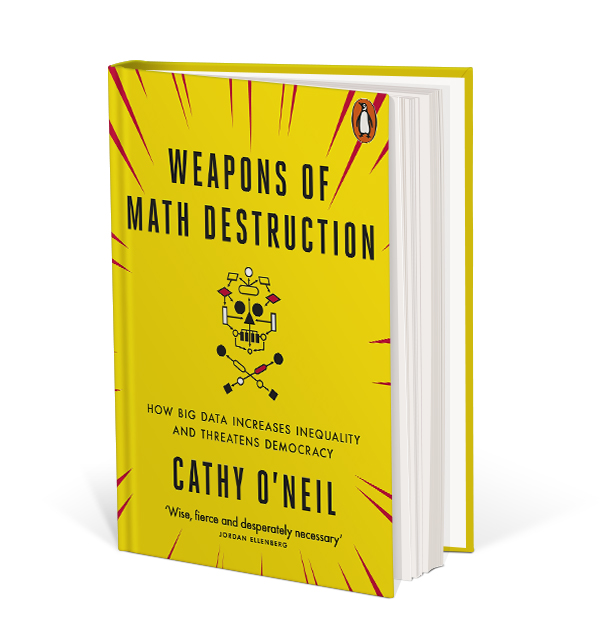 WEAPONS OF
MATH DESTRUCTION
HOW BIG DATA INCREASES INEQUALITY
AND THREATENS DEMOCRACY
CATHY O'NEIL
'Wise, fierce and desperately necessary'
JORDAN ELLENBERG